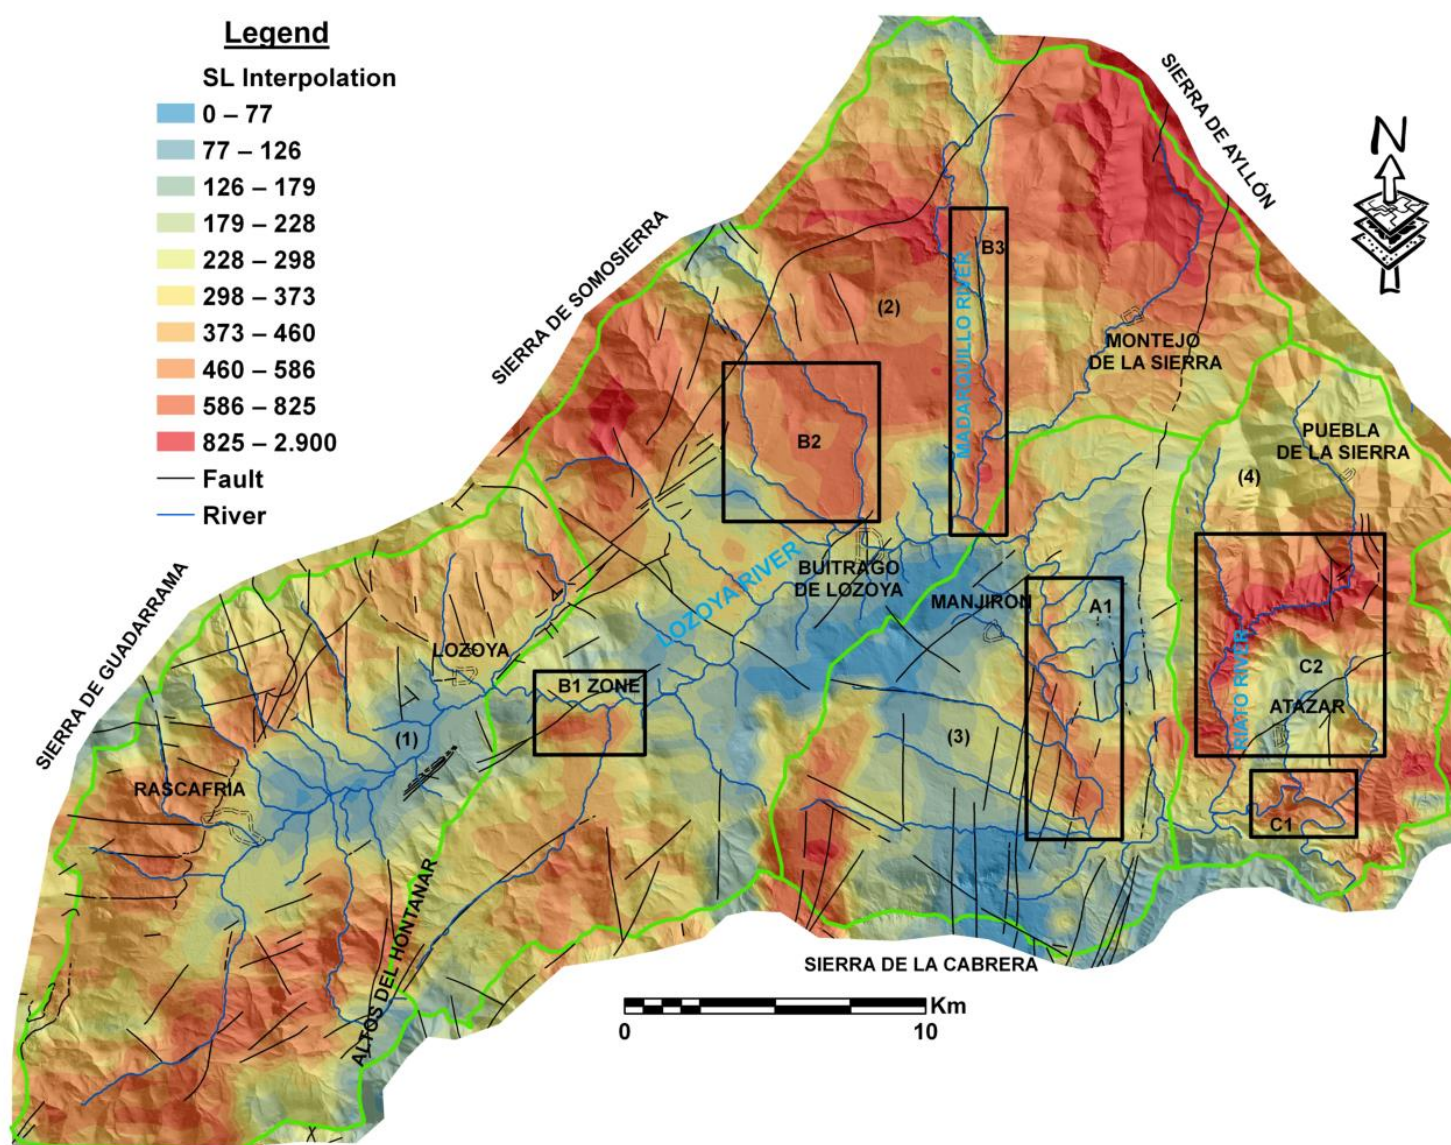 Legend
SL Interpolation
0 – 77
77 – 126
126 – 179
179 – 228
228 – 298
298 – 373
373 – 460
460 – 586
586 – 825
825 – 2.900
Fault
River
SIERRA DE AYLLÓN
N
SIERRA DE SOMOSIERRA
B3
MADARQUILLO RIVER
(2)
MONTEJO
DE LA SIERRA
B2
PUEBLA
DE LA SIERRA
(4)
BUITRAGO
DE LOZOYA
LOZOYA RIVER
MANJIRON
A1
SIERRA DE GUADARRAMA
LOZOYA
B1 ZONE
RIATO RIVER
C2
ATAZAR
(1)
(3)
RASCAFRIA
C1
ALTOS DEL HONTANAR
SIERRA DE LA CABRERA
Km
0
10